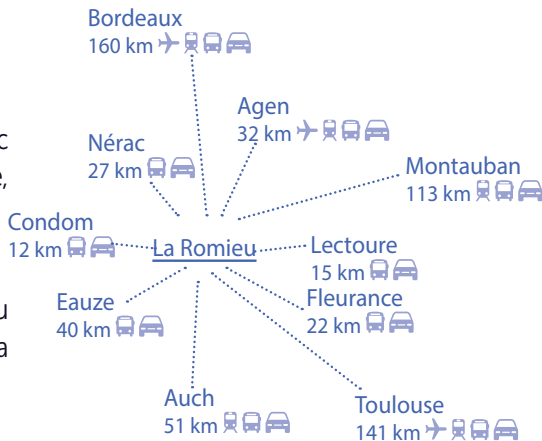 Bordeaux
160 km
Agen
32 km
Nérac
27 km
Montauban
113 km
Condom
12 km
La Romieu
Lectoure
15 km
Eauze
40 km
Fleurance
22 km
Auch
51 km
Toulouse
141 km